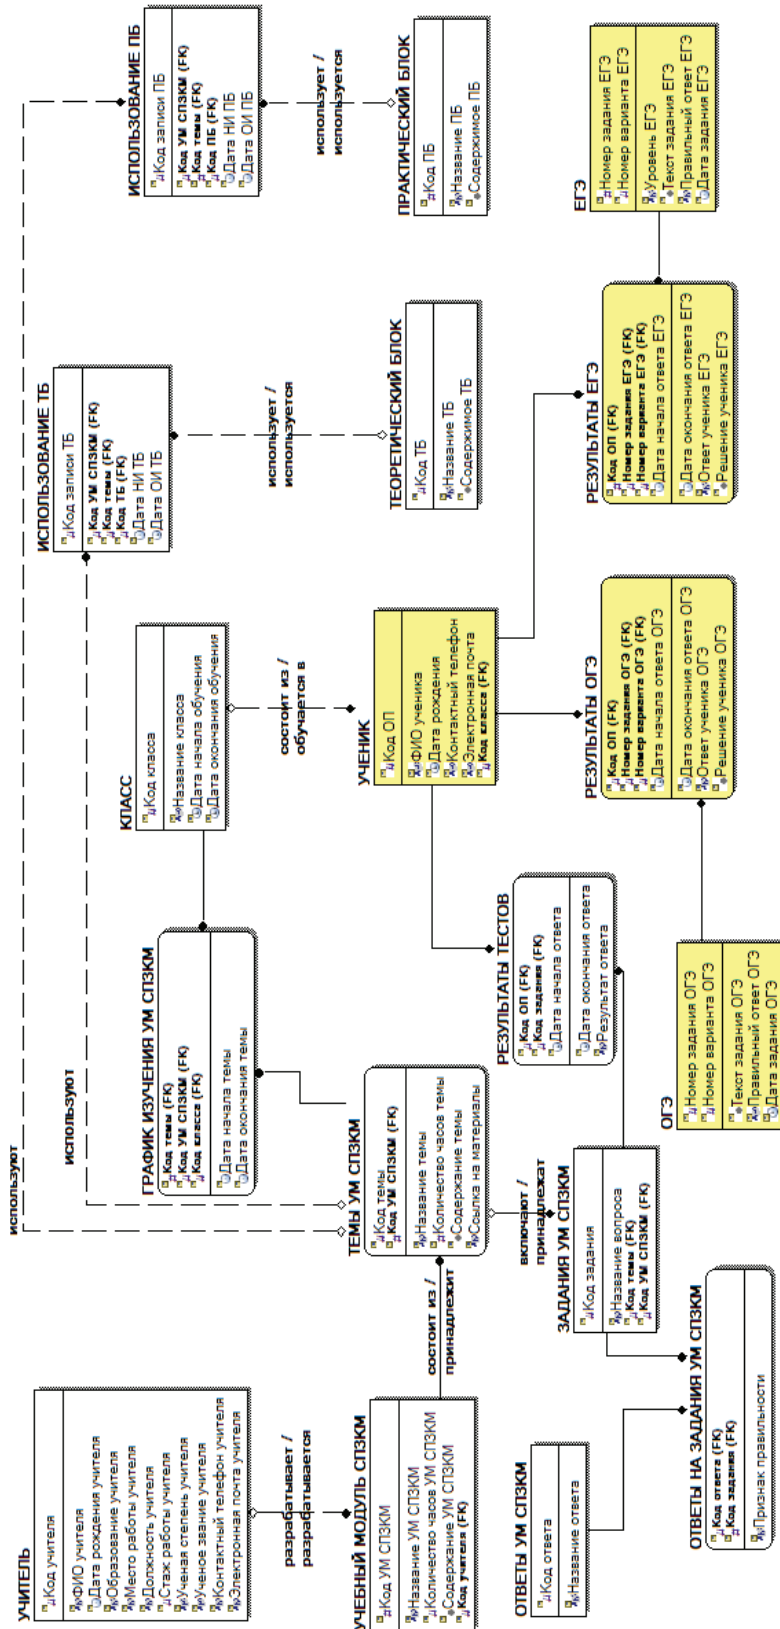 УЧИТЕЛЬ
Код учителя
ФИО учителя
Дата рождения учителя
Образование учителя
Место работы учителя
Должность учителя
Стаж работы учителя
Ученая степень учителя
Ученое звание учителя
Контактный телефон учителя
Электронная почта учителя
разрабатывает /
разрабатывается
УЧЕБНЫЙ МОДУЛЬ СПЗКМ
Код УМ СПЗКМ
Название УМ СПЗКМ
Количество часов УМ СПЗКМ
Содержание УМ СПЗКМ
Код учителя (FK)
состоит из /
принадлежит
ОТВЕТЫ УМ СПЗКМ
Код ответа
Название ответа
ОТВЕТЫ НА ЗАДАНИЯ УМ СПЗКМ
Код ответа (FK)
Код задания (FK)
Признак правильности
используют
используют
ГРАФИК ИЗУЧЕНИЯ УМ СПЗКМ
Код темы (FK)
Код УМ СПЗКМ (FK)
Код класса (FK)
Дата начала темы
Дата окончания темы
ТЕМЫ УМ СПЗКМ
Код темы
Код УМ СПЗКМ (FK)
Название темы
Количество часов темы
Содержание темы
Ссылка на материалы
включают /
принадлежат
ЗАДАНИЯ УМ СПЗКМ
Код задания
Название вопроса
Код темы (FK)
Код УМ СПЗКМ (FK)
КЛАСС
Код класса
Название класса
Дата начала обучения
Дата окончания обучения
состоит из /
обучается в
УЧЕНИК
Код ОП
ФИО ученика
Дата рождения
Контактный телефон
Электронная почта
Код класса (FK)
РЕЗУЛЬТАТЫ ТЕСТОВ
Код ОП (FK)
Код задания (FK)
Дата начала ответа
Дата окончания ответа
Результат ответа
ОГЭ
Номер задания ОГЭ
Номер варианта ОГЭ
Текст задания ОГЭ
Правильный ответ ОГЭ
Дата задания ОГЭ
РЕЗУЛЬТАТЫ ОГЭ
Код ОП (FK)
Номер задания ОГЭ (FK)
Номер варианта ОГЭ (FK)
Дата начала ответа ОГЭ
Дата окончания ответа ОГЭ
Ответ ученика ОГЭ
Решение ученика ОГЭ
ИСПОЛЬЗОВАНИЕ ТБ
Код записи ТБ
Код УМ СПЗКМ (FK)
Код темы (FK)
Код ТБ (FK)
Дата НИ ТБ
Дата ОИ ТБ
использует /
используется
ТЕОРЕТИЧЕСКИЙ БЛОК
Код ТБ
Название ТБ
Содержимое ТБ
РЕЗУЛЬТАТЫ ЕГЭ
Код ОП (FK)
Номер задания ЕГЭ (FK)
Номер варианта ЕГЭ (FK)
Дата начала ответа ЕГЭ
Дата окончания ответа ЕГЭ
Ответ ученика ЕГЭ
Решение ученика ЕГЭ
ИСПОЛЬЗОВАНИЕ ПБ
Код записи ПБ
Код УМ СПЗКМ (FK)
Код темы (FK)
Код ПБ (FK)
Дата НИ ПБ
Дата ОИ ПБ
использует /
используется
ПРАКТИЧЕСКИЙ БЛОК
Код ПБ
Название ПБ
Содержимое ПБ
ЕГЭ
Номер задания ЕГЭ
Номер варианта ЕГЭ
Уровень ЕГЭ
Текст задания ЕГЭ
Правильный ответ ЕГЭ
Дата задания ЕГЭ